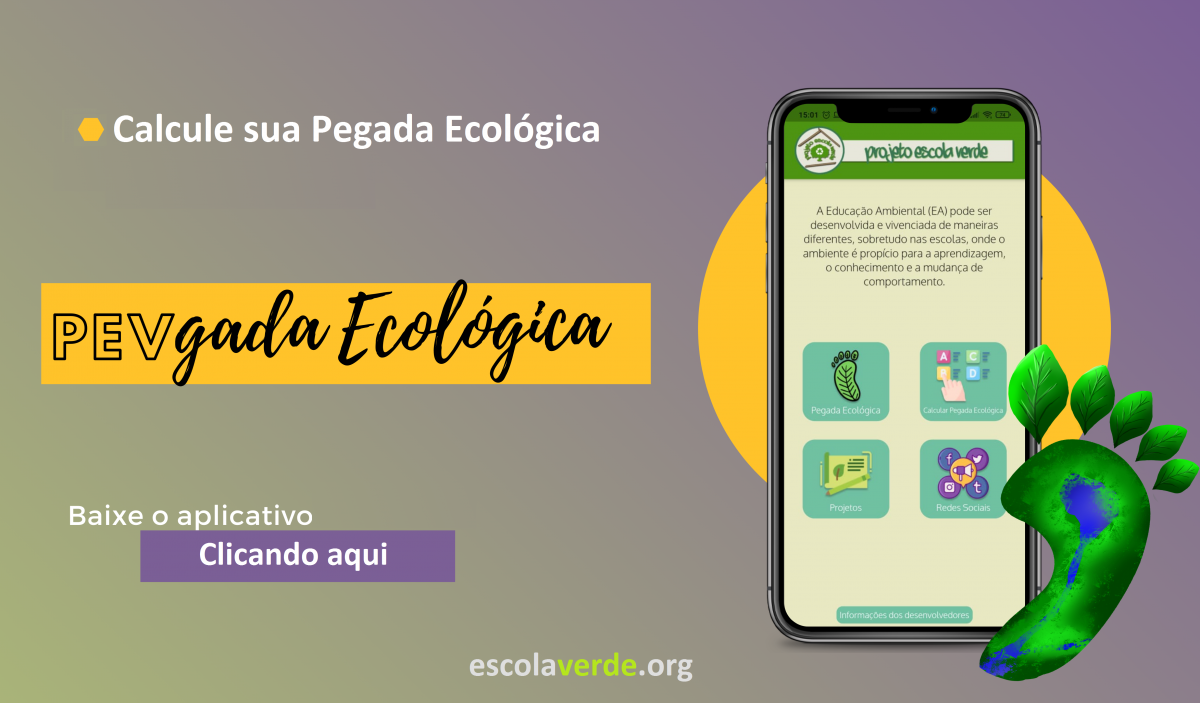 Calcule sua Pegada Ecológica
PEVgada Ecológica
Baixe o aplicativo
Clicando aqui
15:01
projeto escola verde
A Educação Ambiental (EA) pode ser
desenvolvida e vivenciada de maneiras
diferentes, sobretudo nas escolas, onde o
ambiente é propício para a aprendizagem,
o conhecimento e a mudança de
comportamento.
A C
B D
Pegada Ecológica
Calcular Pegada Ecológica
Projetos
Redes Sociais
Informações dos desenvolvedores
escolaverde.org